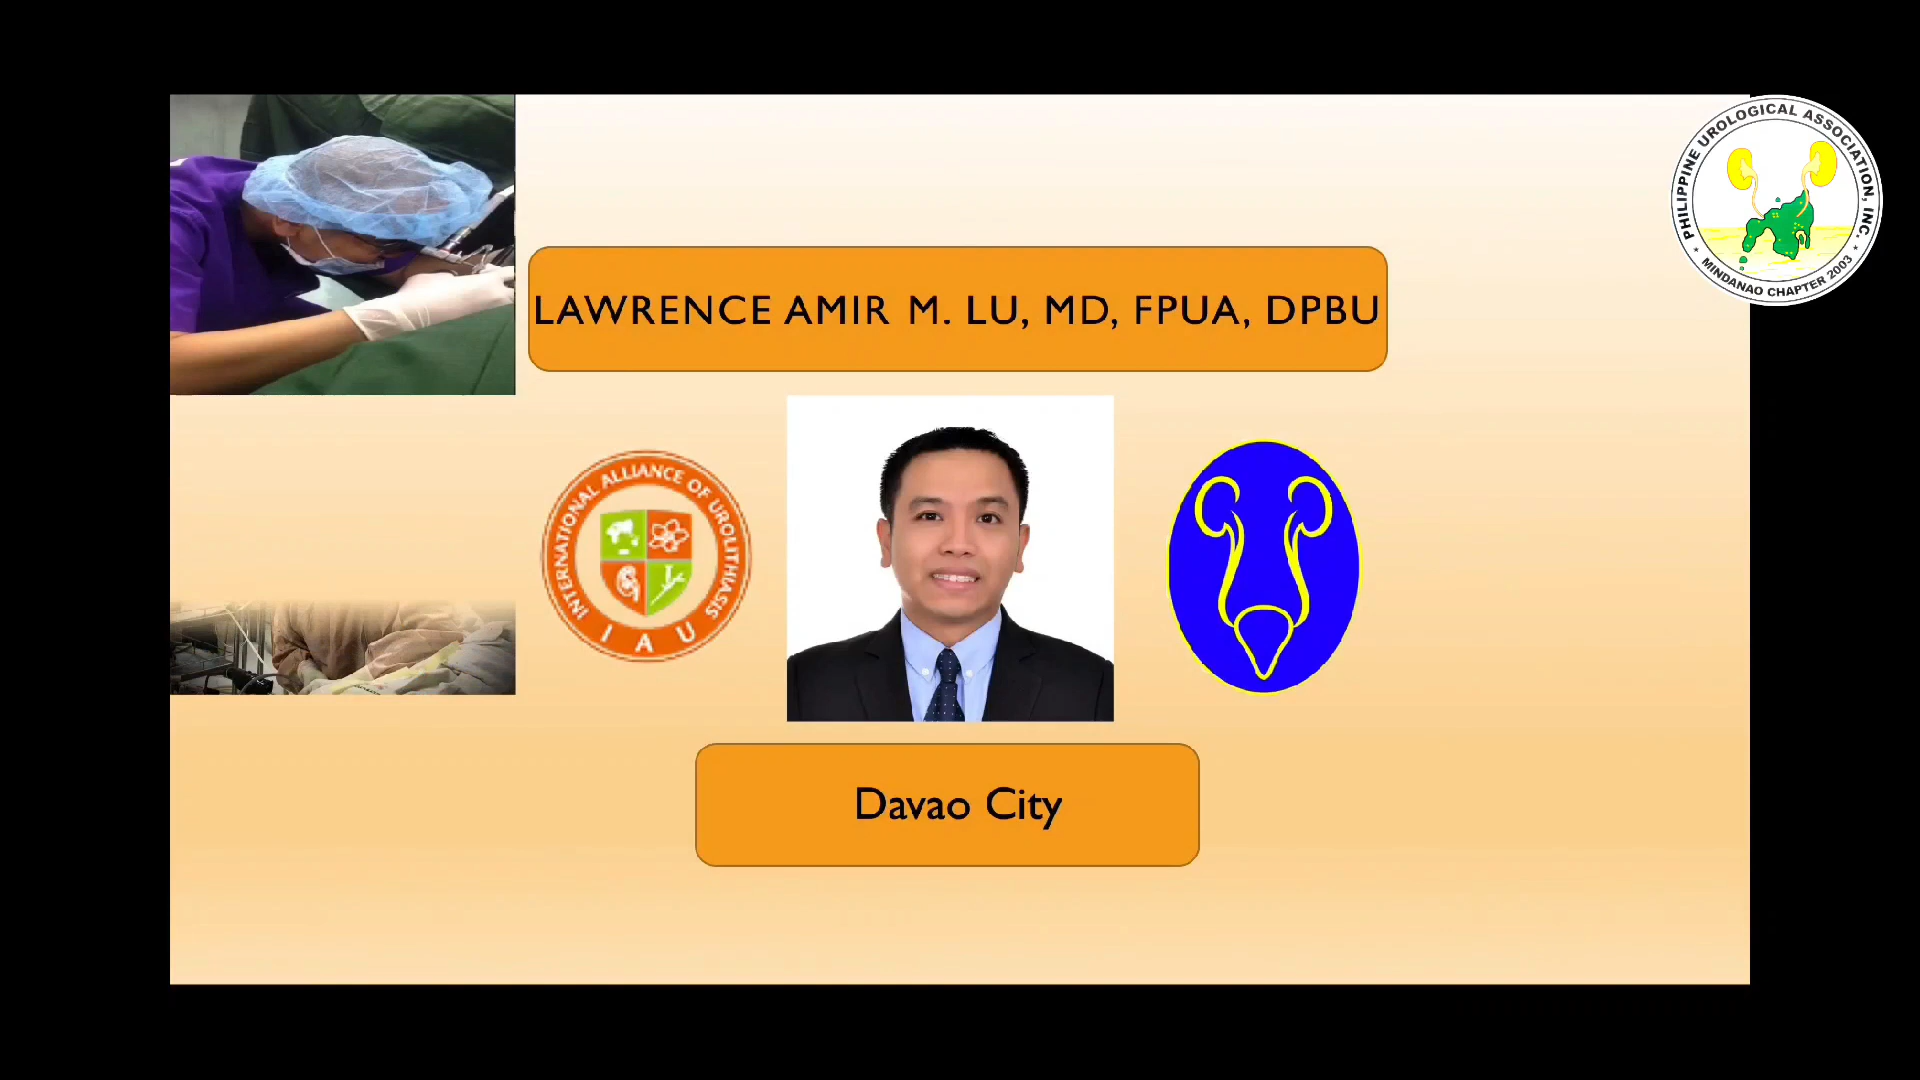 LAWRENCE AMIR M. LU, MD, FPUA, DPBU
PHILIPPINE UROLOGICAL ASSOCIATION, INC.
* MINDANAO CHAPTER 2003 *
INTERNATIONAL ALLIANCE OF UROLITHIASIS
I A U
Davao City